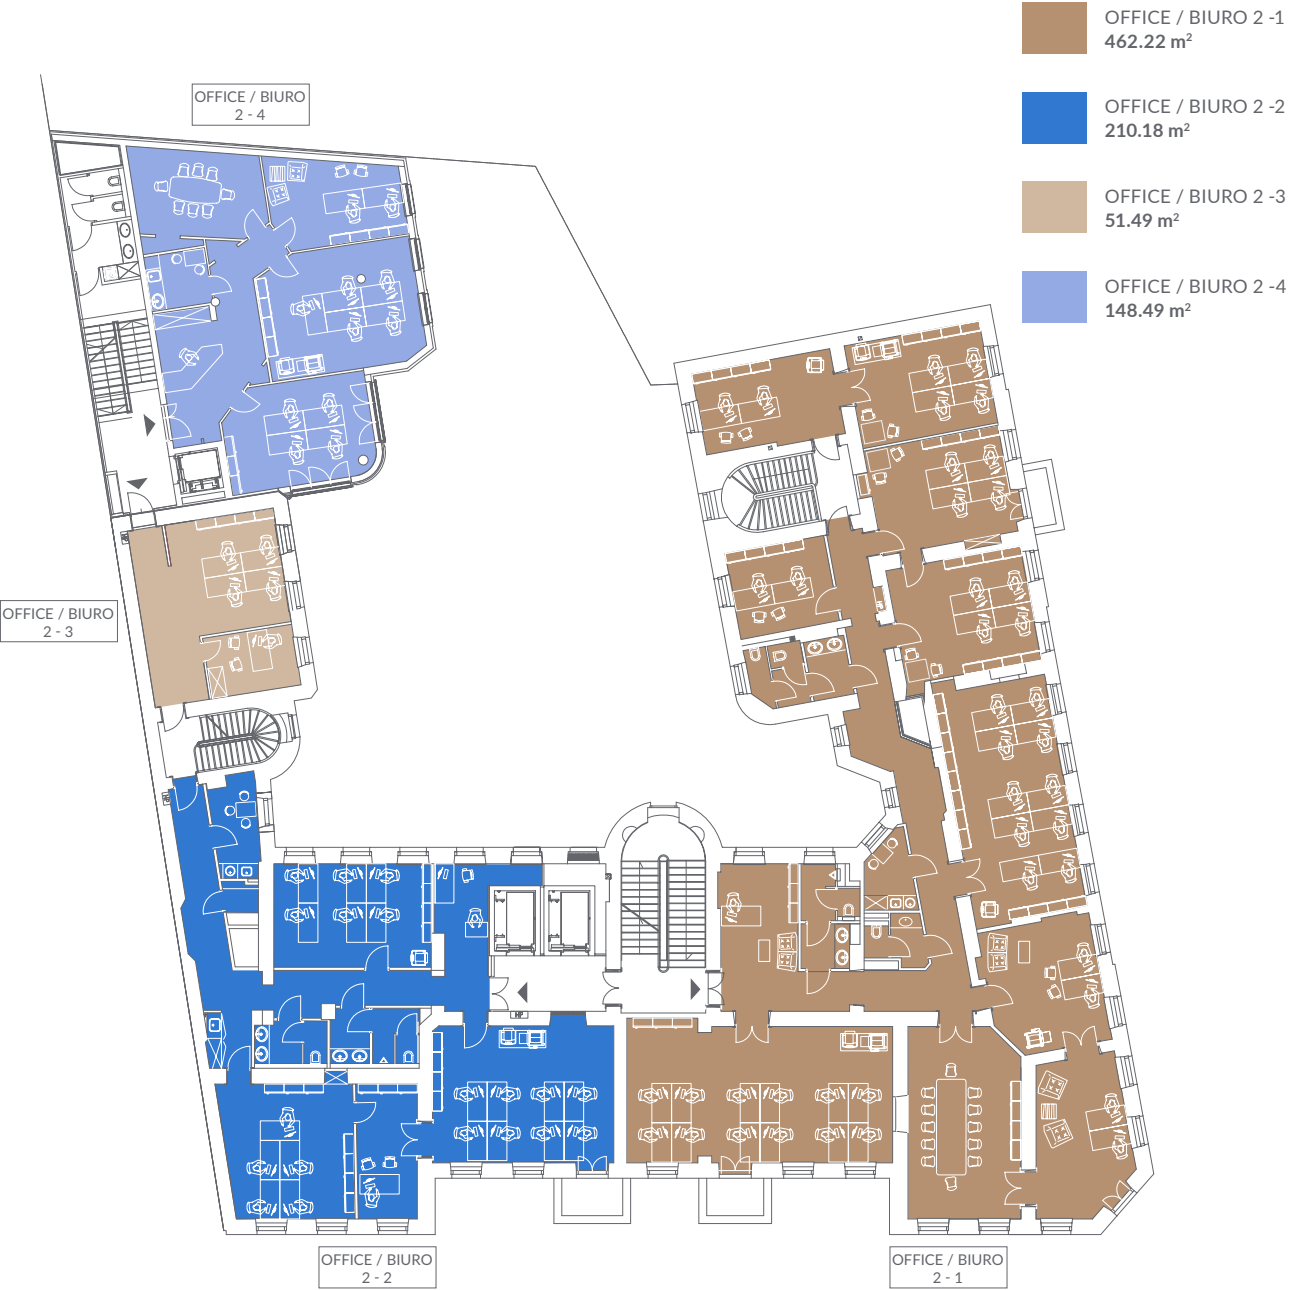 OFFICE / BIURO 2 -1
462.22 m²
OFFICE / BIURO 2 -2
210.18 m²
OFFICE / BIURO 2 -3
51.49 m²
OFFICE / BIURO 2 -4
148.49 m²
OFFICE / BIURO
2 - 4
OFFICE / BIURO
2 - 3
HP
OFFICE / BIURO
2 - 2
OFFICE / BIURO
2 - 1